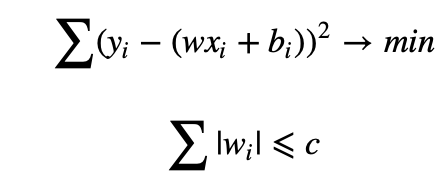 ∑(yᵢ − (wxᵢ + bᵢ))² → min
∑|wᵢ| ⩽ c